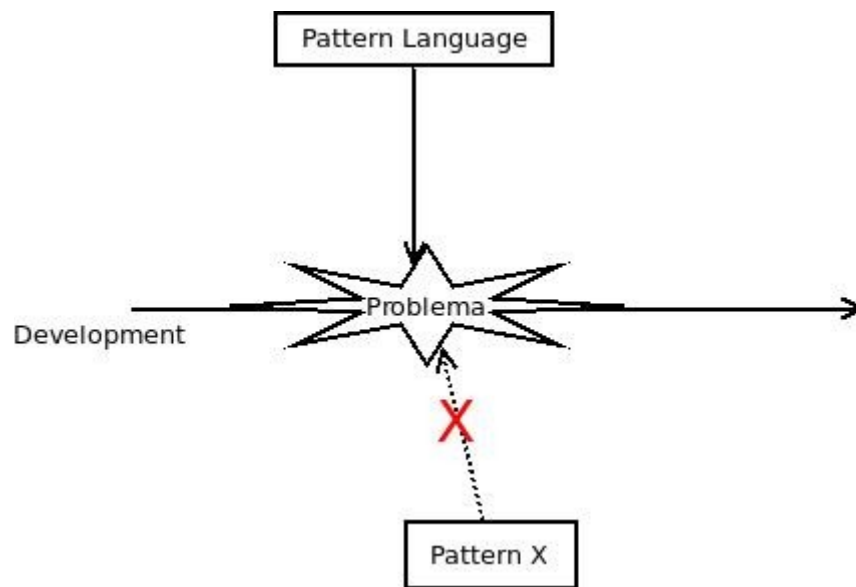 Pattern Language
Problema
Development
X
Pattern X